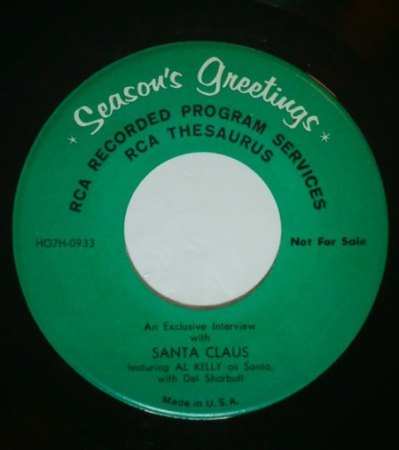 Season's Greetings
RCA RECORDED PROGRAM SERVICES
RCA THESAURUS
HO7H-0933
Not For Sale
An Exclusive Interview
with
SANTA CLAUS
featuring AL KELLY as Santa,
with Del Sharbutt
Made in U.S.A.